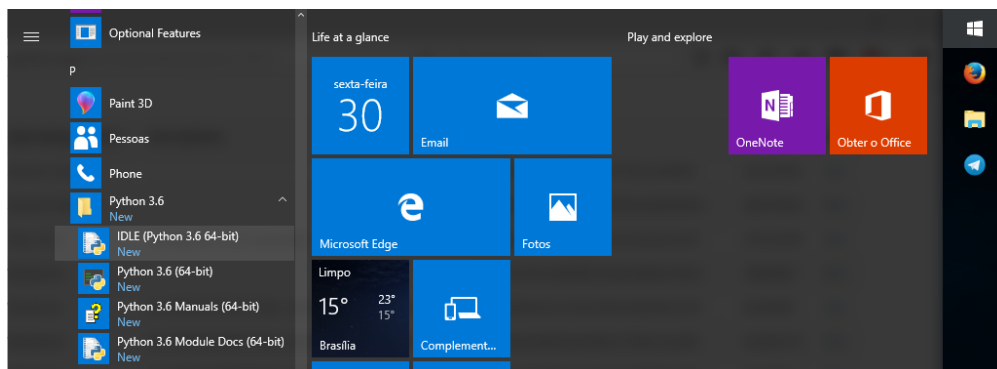 Optional Features
P
Paint 3D
Pessoas
Phone
Python 3.6
New
IDLE (Python 3.6 64-bit)
New
Python 3.6 (64-bit)
New
Python 3.6 Manuals (64-bit)
New
Python 3.6 Module Docs (64-bit)
New
Life at a glance
sexta-feira
30
Email
Microsoft Edge
Fotos
Limpo
15° 23°
15°
Brasília
Complement...
Play and explore
N
OneNote
Obter o Office